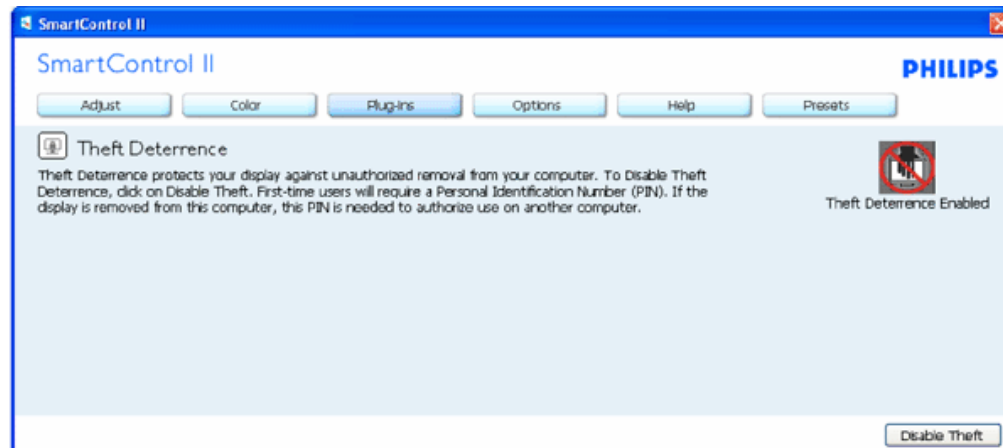 SmartControl II
SmartControl II
PHILIPS
Adjust
Color
Plug-Ins
Options
Help
Presets
Theft Deterrence
Theft Deterrence protects your display against unauthorized removal from your computer. To Disable Theft
Deterrence, click on Disable Theft. First-time users will require a Personal Identification Number (PIN). If the
display is removed from this computer, this PIN is needed to authorize use on another computer.
Theft Deterrence Enabled
Disable Theft